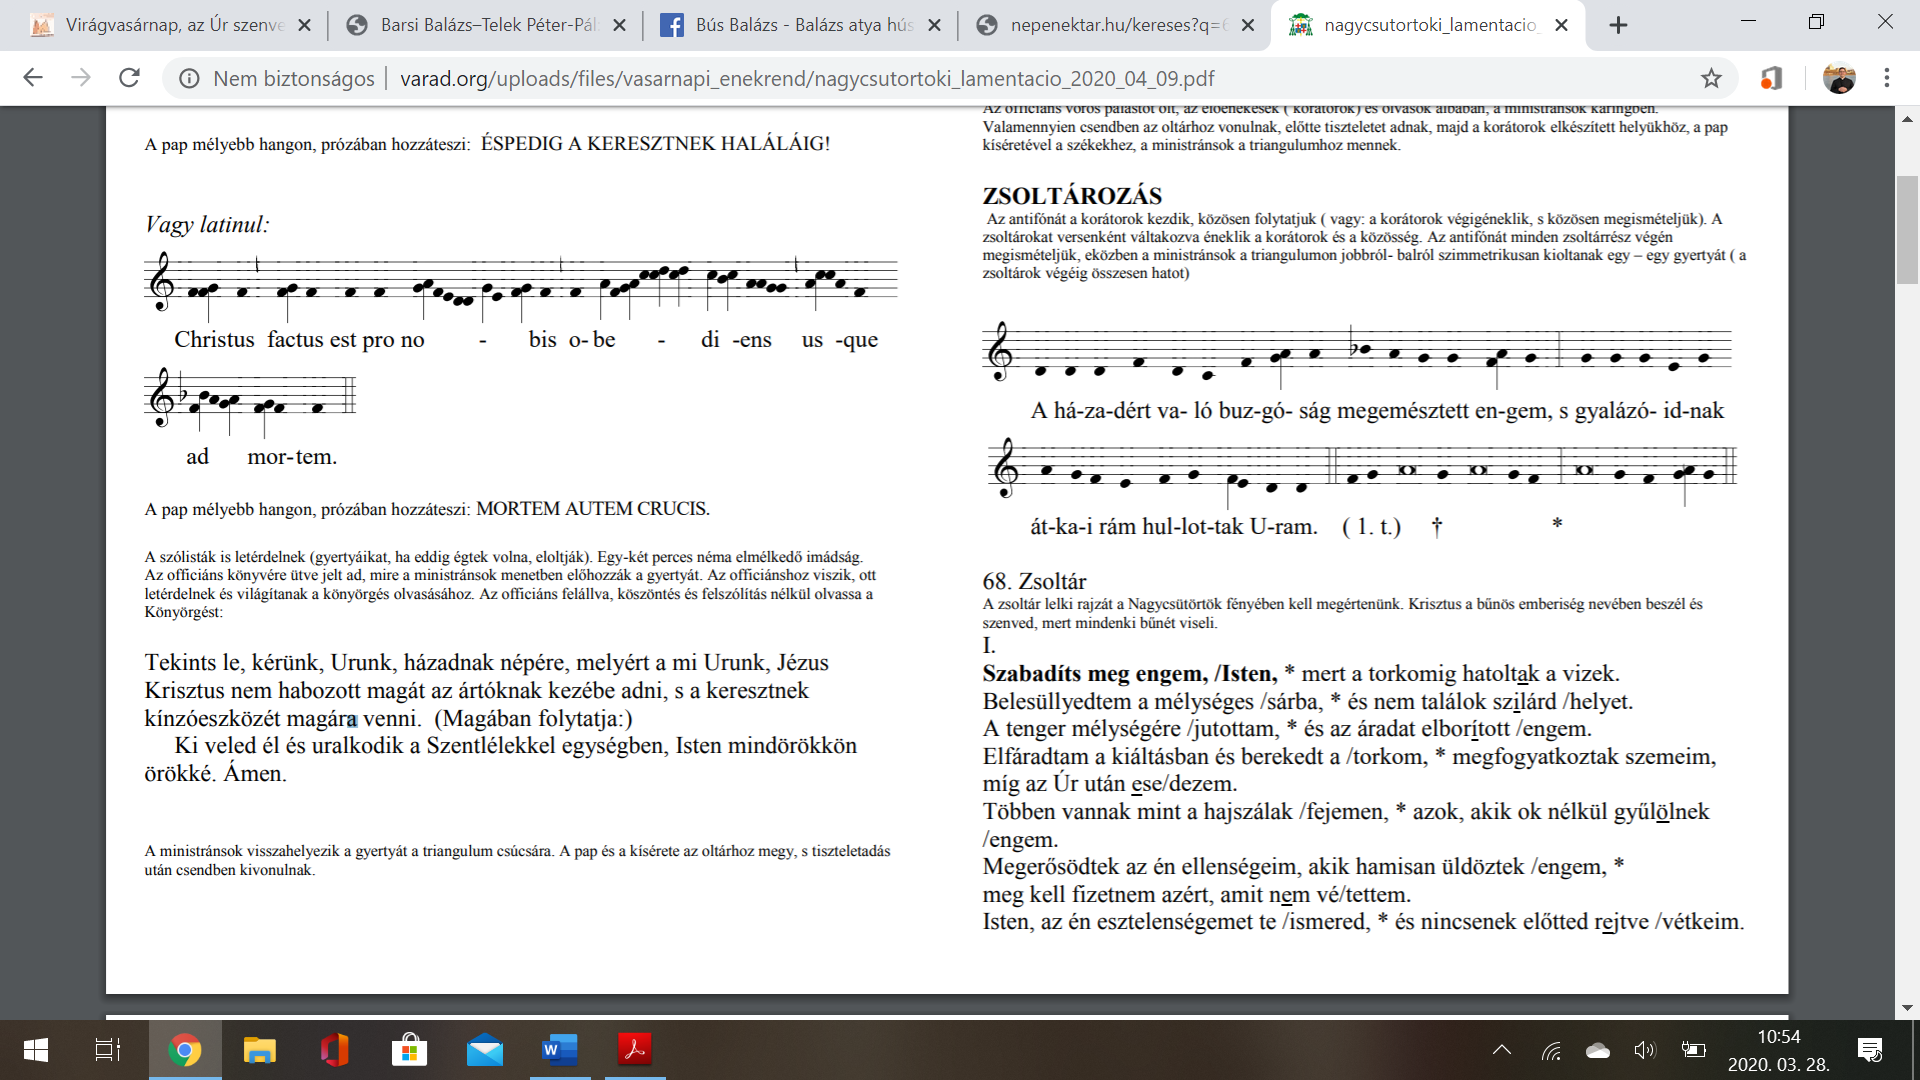 Virágvasárnap, az Úr szenve
Barsi Balázs–Telek Péter-Pál
Bús Balázs - Balázs atya hús
nepenektar.hu/kereses?q=6
nagycsutortoki_lamentacio_
Nem biztonságos
varad.org/uploads/files/vasarnapi_enekrend/nagycsutortoki_lamentacio_2020_04_09.pdf
A pap mélyebb hangon, prózában hozzáteszi: ÉSPEDIG A KERESZTNEK HALÁLÁIG!
Vagy latinul:
Christus factus est pro no - bis o- be - di -ens us -que
ad mor-tem.
A pap mélyebb hangon, prózában hozzáteszi: MORTEM AUTEM CRUCIS.
A szólisták is letérdelnek (gyertyáikat, ha eddig égtek volna, eloltják). Egy-két perces néma elmélkedő imádság.
Az officiáns könyvére ütve jelt ad, mire a ministránsok menetben előhozzák a gyertyát. Az officiánshoz viszik, ott
letérdelnek és világítanak a könyörgés olvasásához. Az officiáns felállva, köszöntés és felszólítás nélkül olvassa a
Könyörgést:
Tekints le, kérünk, Urunk, házadnak népére, melyért a mi Urunk, Jézus
Krisztus nem habozott magát az ártóknak kezébe adni, s a keresztnek
kínzóeszközét magára venni. (Magában folytatja:)
Ki veled él és uralkodik a Szentlélekkel egységben, Isten mindörökkön
örökké. Ámen.
A ministránsok visszahelyezik a gyertyát a triangulum csúcsára. A pap és a kísérete az oltárhoz megy, s tiszteletadás
után csendben kivonulnak.
Az officiáns vörös palástot ölt, az előénekesek ( korátorok) és olvasók albában, a ministránsok karingben.
Valamennyien csendben az oltárhoz vonulnak, előtte tiszteletet adnak, majd a korátorok elkészített helyükhöz, a pap
kíséretével a székekhez, a ministránsok a triangulumhoz mennek.
ZSOLTÁROZÁS
Az antifónát a korátorok kezdik, közösen folytatjuk ( vagy: a korátorok végigéneklik, s közösen megismételjük). A
zsoltárokat versenként váltakozva éneklik a korátorok és a közösség. Az antifónát minden zsoltárrész végén
megismételjük, eközben a ministránsok a triangulumon jobbról- balról szimmetrikusan kioltanak egy – egy gyertyát ( a
zsoltárok végéig összesen hatot)
A há-za-dért va- ló buz-gó- ság megemésztett en-gem, s gyalázó- id-nak
át-ka-i rám hul-lot-tak U-ram. ( 1. t.) † *
68. Zsoltár
A zsoltár lelki rajzát a Nagycsütörtök fényében kell megértenünk. Krisztus a bűnös emberiség nevében beszél és
szenved, mert mindenki bűnét viseli.
I.
Szabadíts meg engem, /Isten, * mert a torkomig hatoltak a vizek.
Belesüllyedtem a mélységes /sárba, * és nem találok szilárd /helyet.
A tenger mélységére /jutottam, * és az áradat elborított /engem.
Elfáradtam a kiáltásban és berekedt a /torkom, * megfogyatkoztak szemeim,
míg az Úr után ese/dezem.
Többen vannak mint a hajszálak /fejemen, * azok, akik ok nélkül gyűlölnek
/engem.
Megerősödtek az én ellenségeim, akik hamisan üldöztek /engem, *
meg kell fizetnem azért, amit nem vé/tettem.
Isten, az én esztelenségemet te /ismered, * és nincsenek előtted rejtve /vétkeim.
10:54
2020. 03. 28.